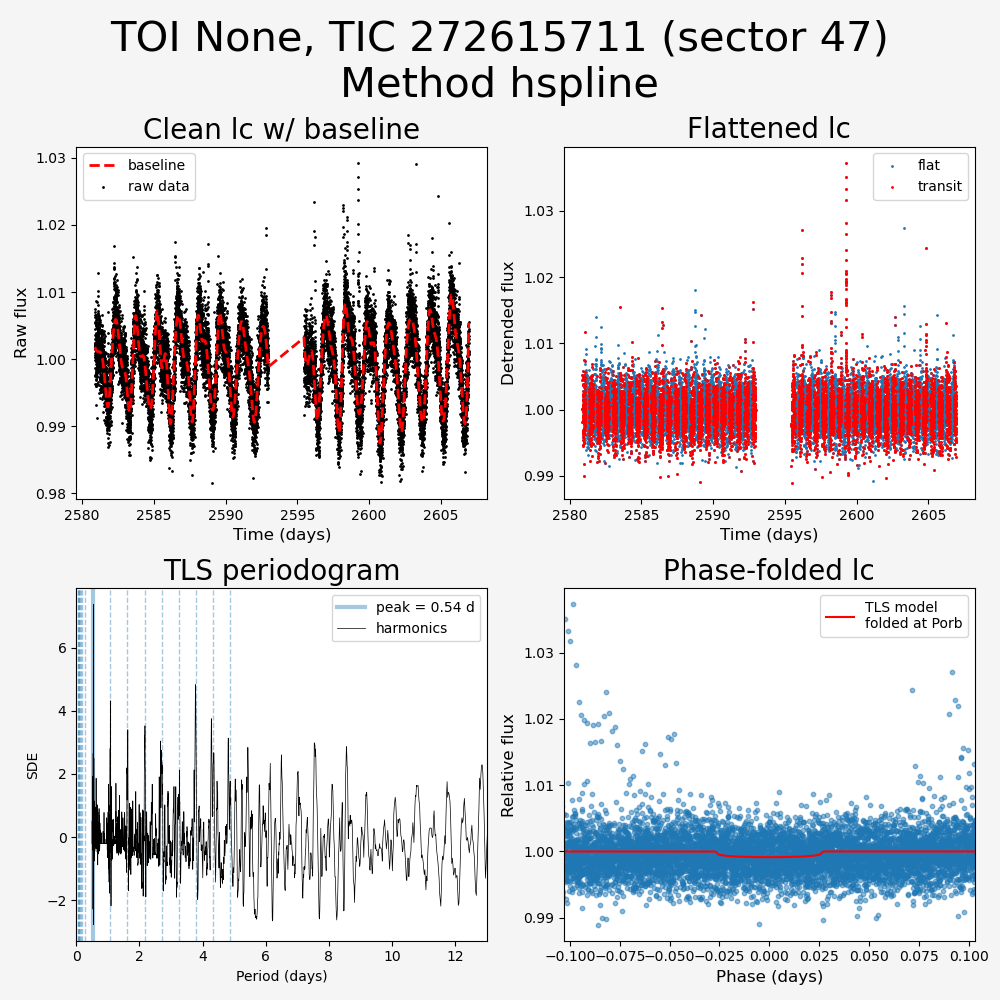 TOI None, TIC 272615711 (sector 47)
Method hspline
Clean lc w/ baseline
baseline
raw data
1.03
1.02
1.01
1.00
0.99
0.98
Raw flux
2580
2585
2590
2595
2600
2605
Time (days)
Flattened lc
flat
transit
1.03
1.02
1.01
1.00
0.99
Detrended flux
2580
2585
2590
2595
2600
2605
Time (days)
TLS periodogram
peak = 0.54 d
harmonics
6
4
2
0
−2
SDE
0
2
4
6
8
10
12
Period (days)
Phase-folded lc
TLS model
folded at Porb
1.03
1.02
1.01
1.00
0.99
Relative flux
−0.100
−0.075
−0.050
−0.025
0.000
0.025
0.050
0.075
0.100
Phase (days)